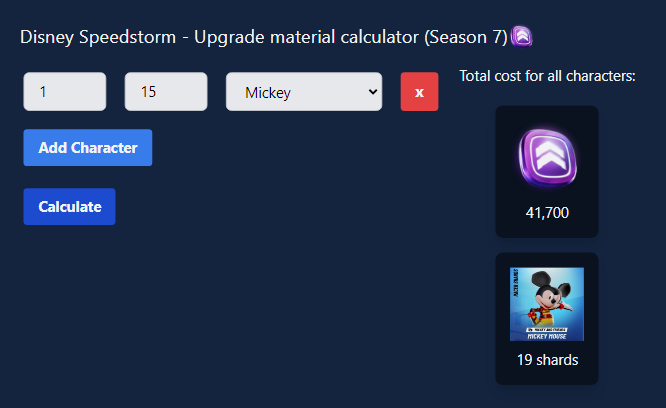 Disney Speedstorm - Upgrade material calculator (Season 7)
1
15
Mickey
x
Total cost for all characters:
Add Character
Calculate
41,700
MICKEY MOUSE
19 shards